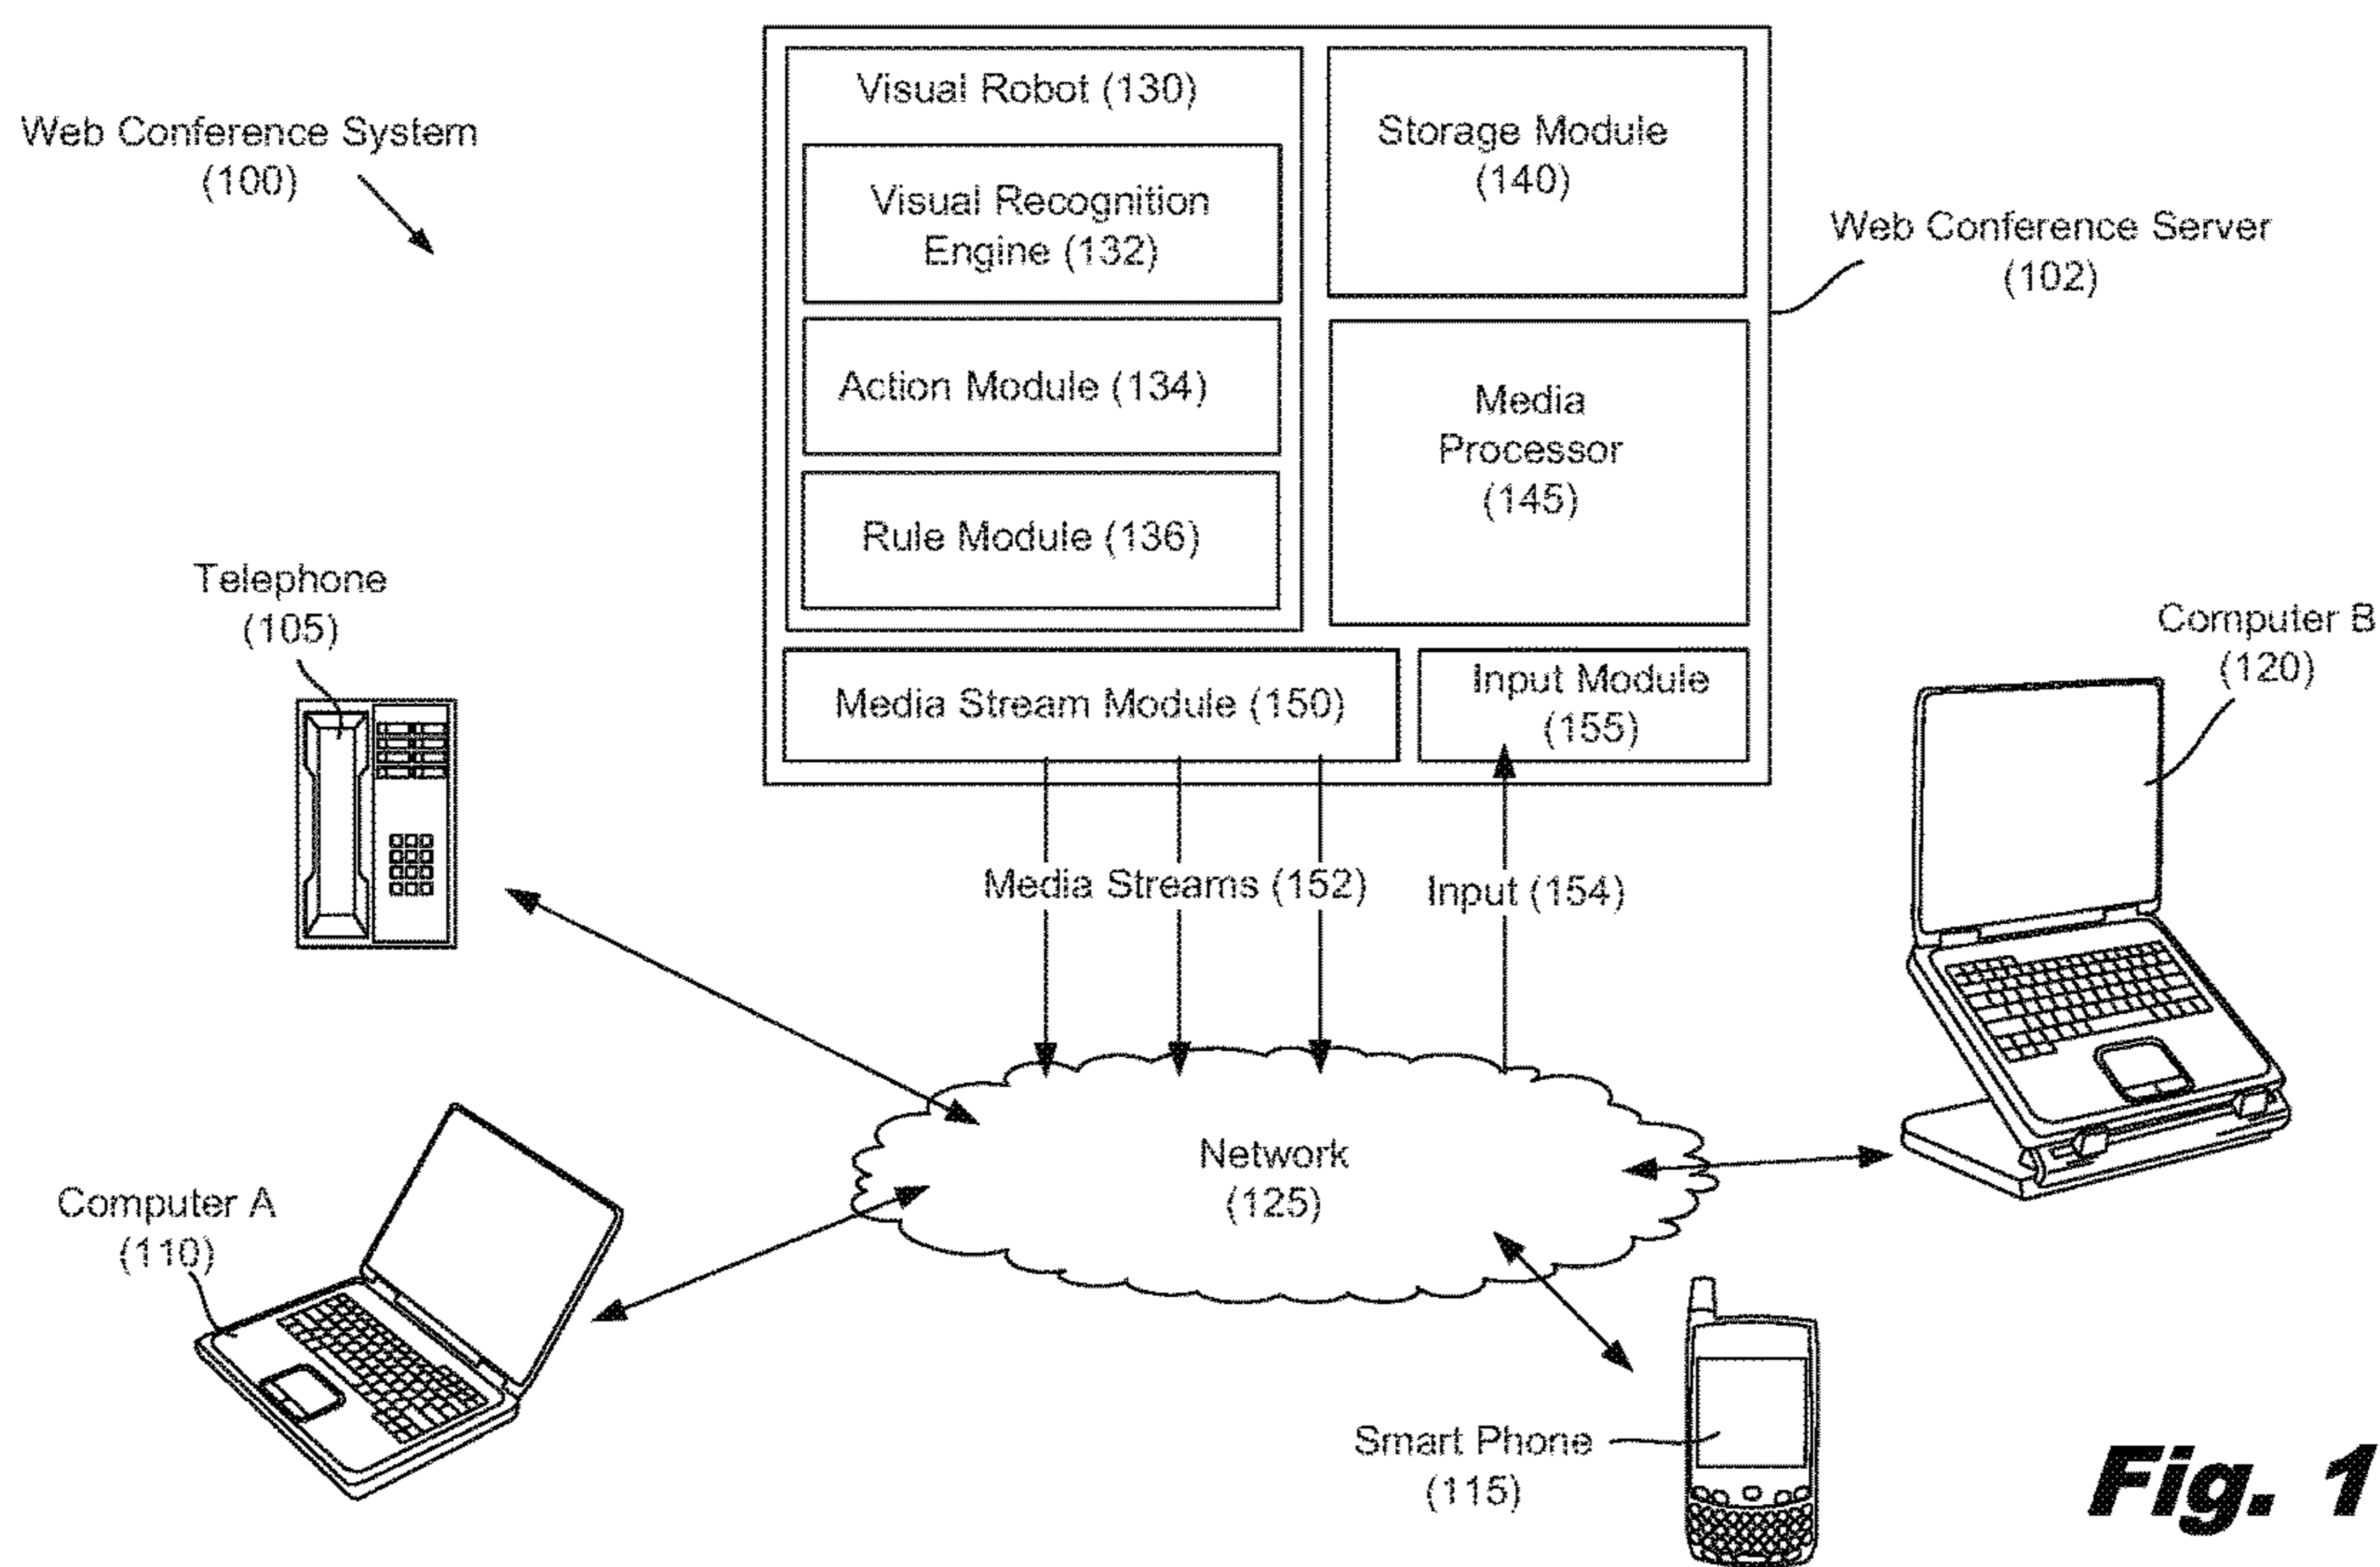 Web Conference System
(100)
Visual Robot (130)
Visual Recognition
Engine (132)
Action Module (134)
Rule Module (136)
Storage Module
(140)
Media
Processor
(145)
Media Stream Module (150)
Input Module
(155)
Web Conference Server
(102)
Telephone
(105)
Computer B
(120)
Media Streams (152)
Input (154)
Network
(125)
Computer A
(110)
Smart Phone
(115)
Fig. 1